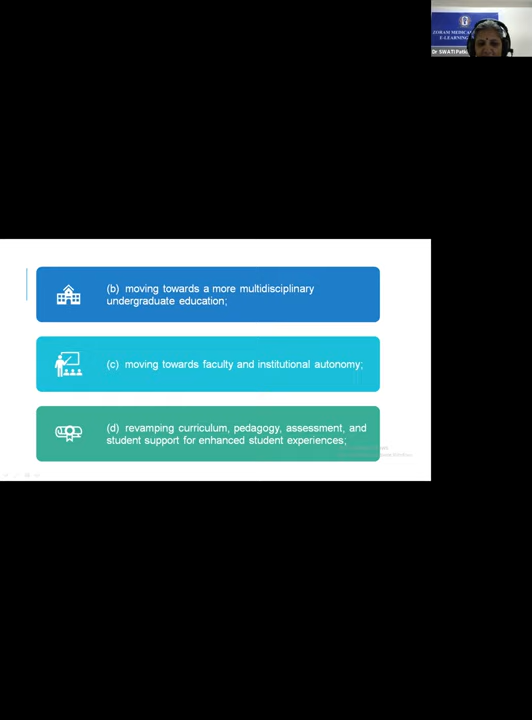 ZORAM MEDICAL
E-LEARNING
Dr SWATI Patki
(b) moving towards a more multidisciplinary
undergraduate education;
(c) moving towards faculty and institutional autonomy;
(d) revamping curriculum, pedagogy, assessment, and
student support for enhanced student experiences;